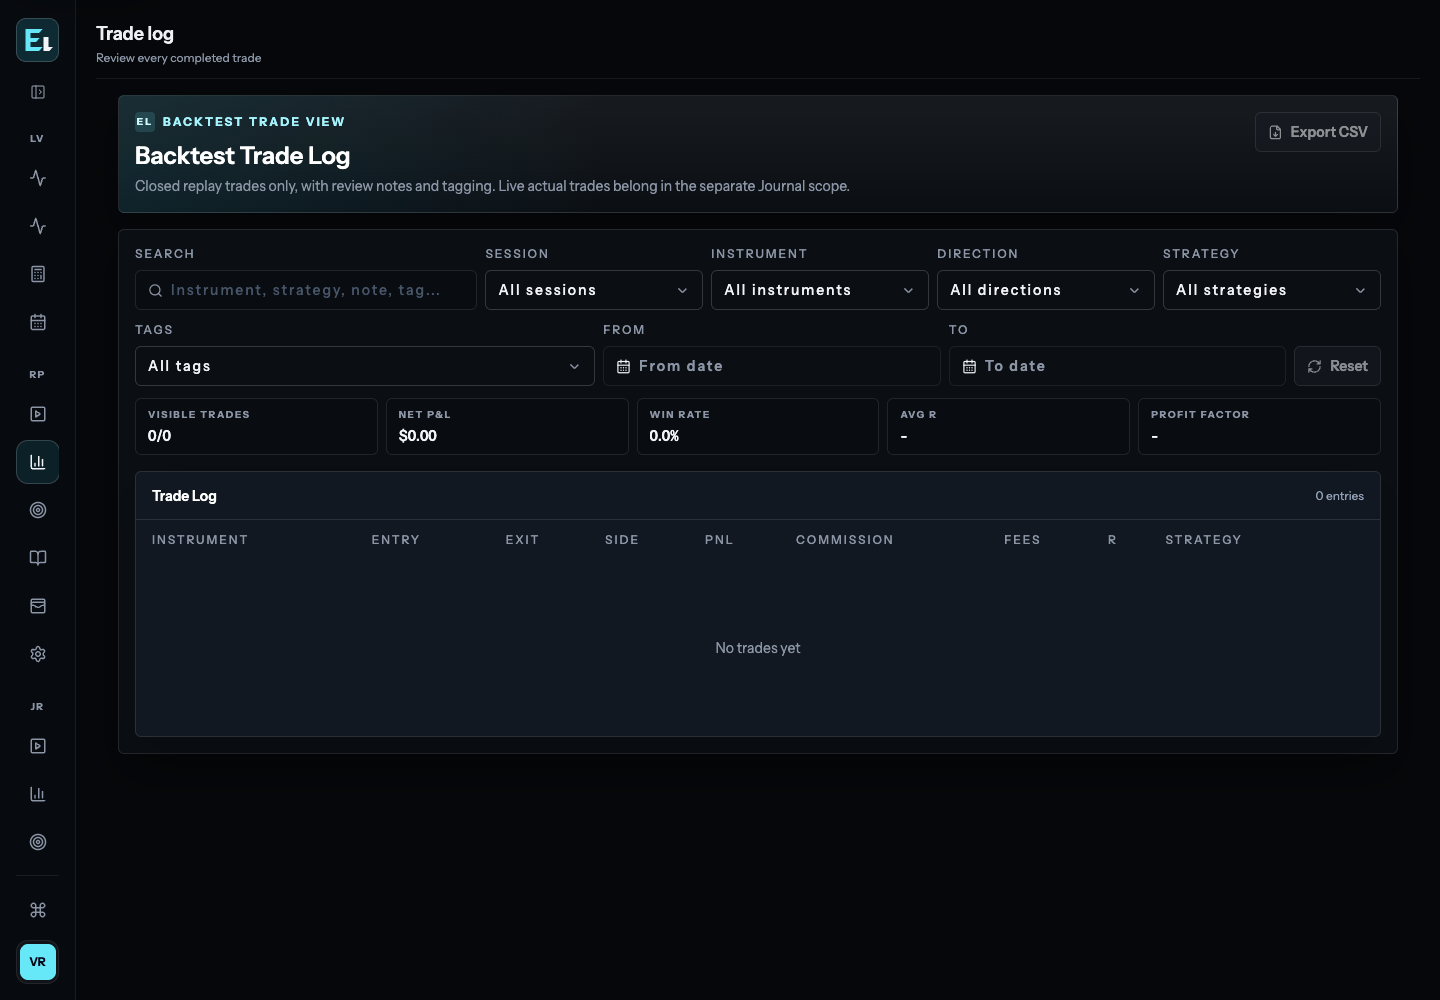 EL
Trade log
Review every completed trade
LV
RP
JR
VR
EL BACKTEST TRADE VIEW
Backtest Trade Log
Closed replay trades only, with review notes and tagging. Live actual trades belong in the separate Journal scope.
Export CSV
SEARCH SESSION INSTRUMENT DIRECTION STRATEGY
Instrument, strategy, note, tag... All sessions All instruments All directions All strategies
TAGS FROM TO
All tags From date To date Reset
VISIBLE TRADES NET P&L WIN RATE AVG R PROFIT FACTOR
0/0 $0.00 0.0% - -
Trade Log 0 entries
INSTRUMENT ENTRY EXIT SIDE PNL COMMISSION FEES R STRATEGY
No trades yet